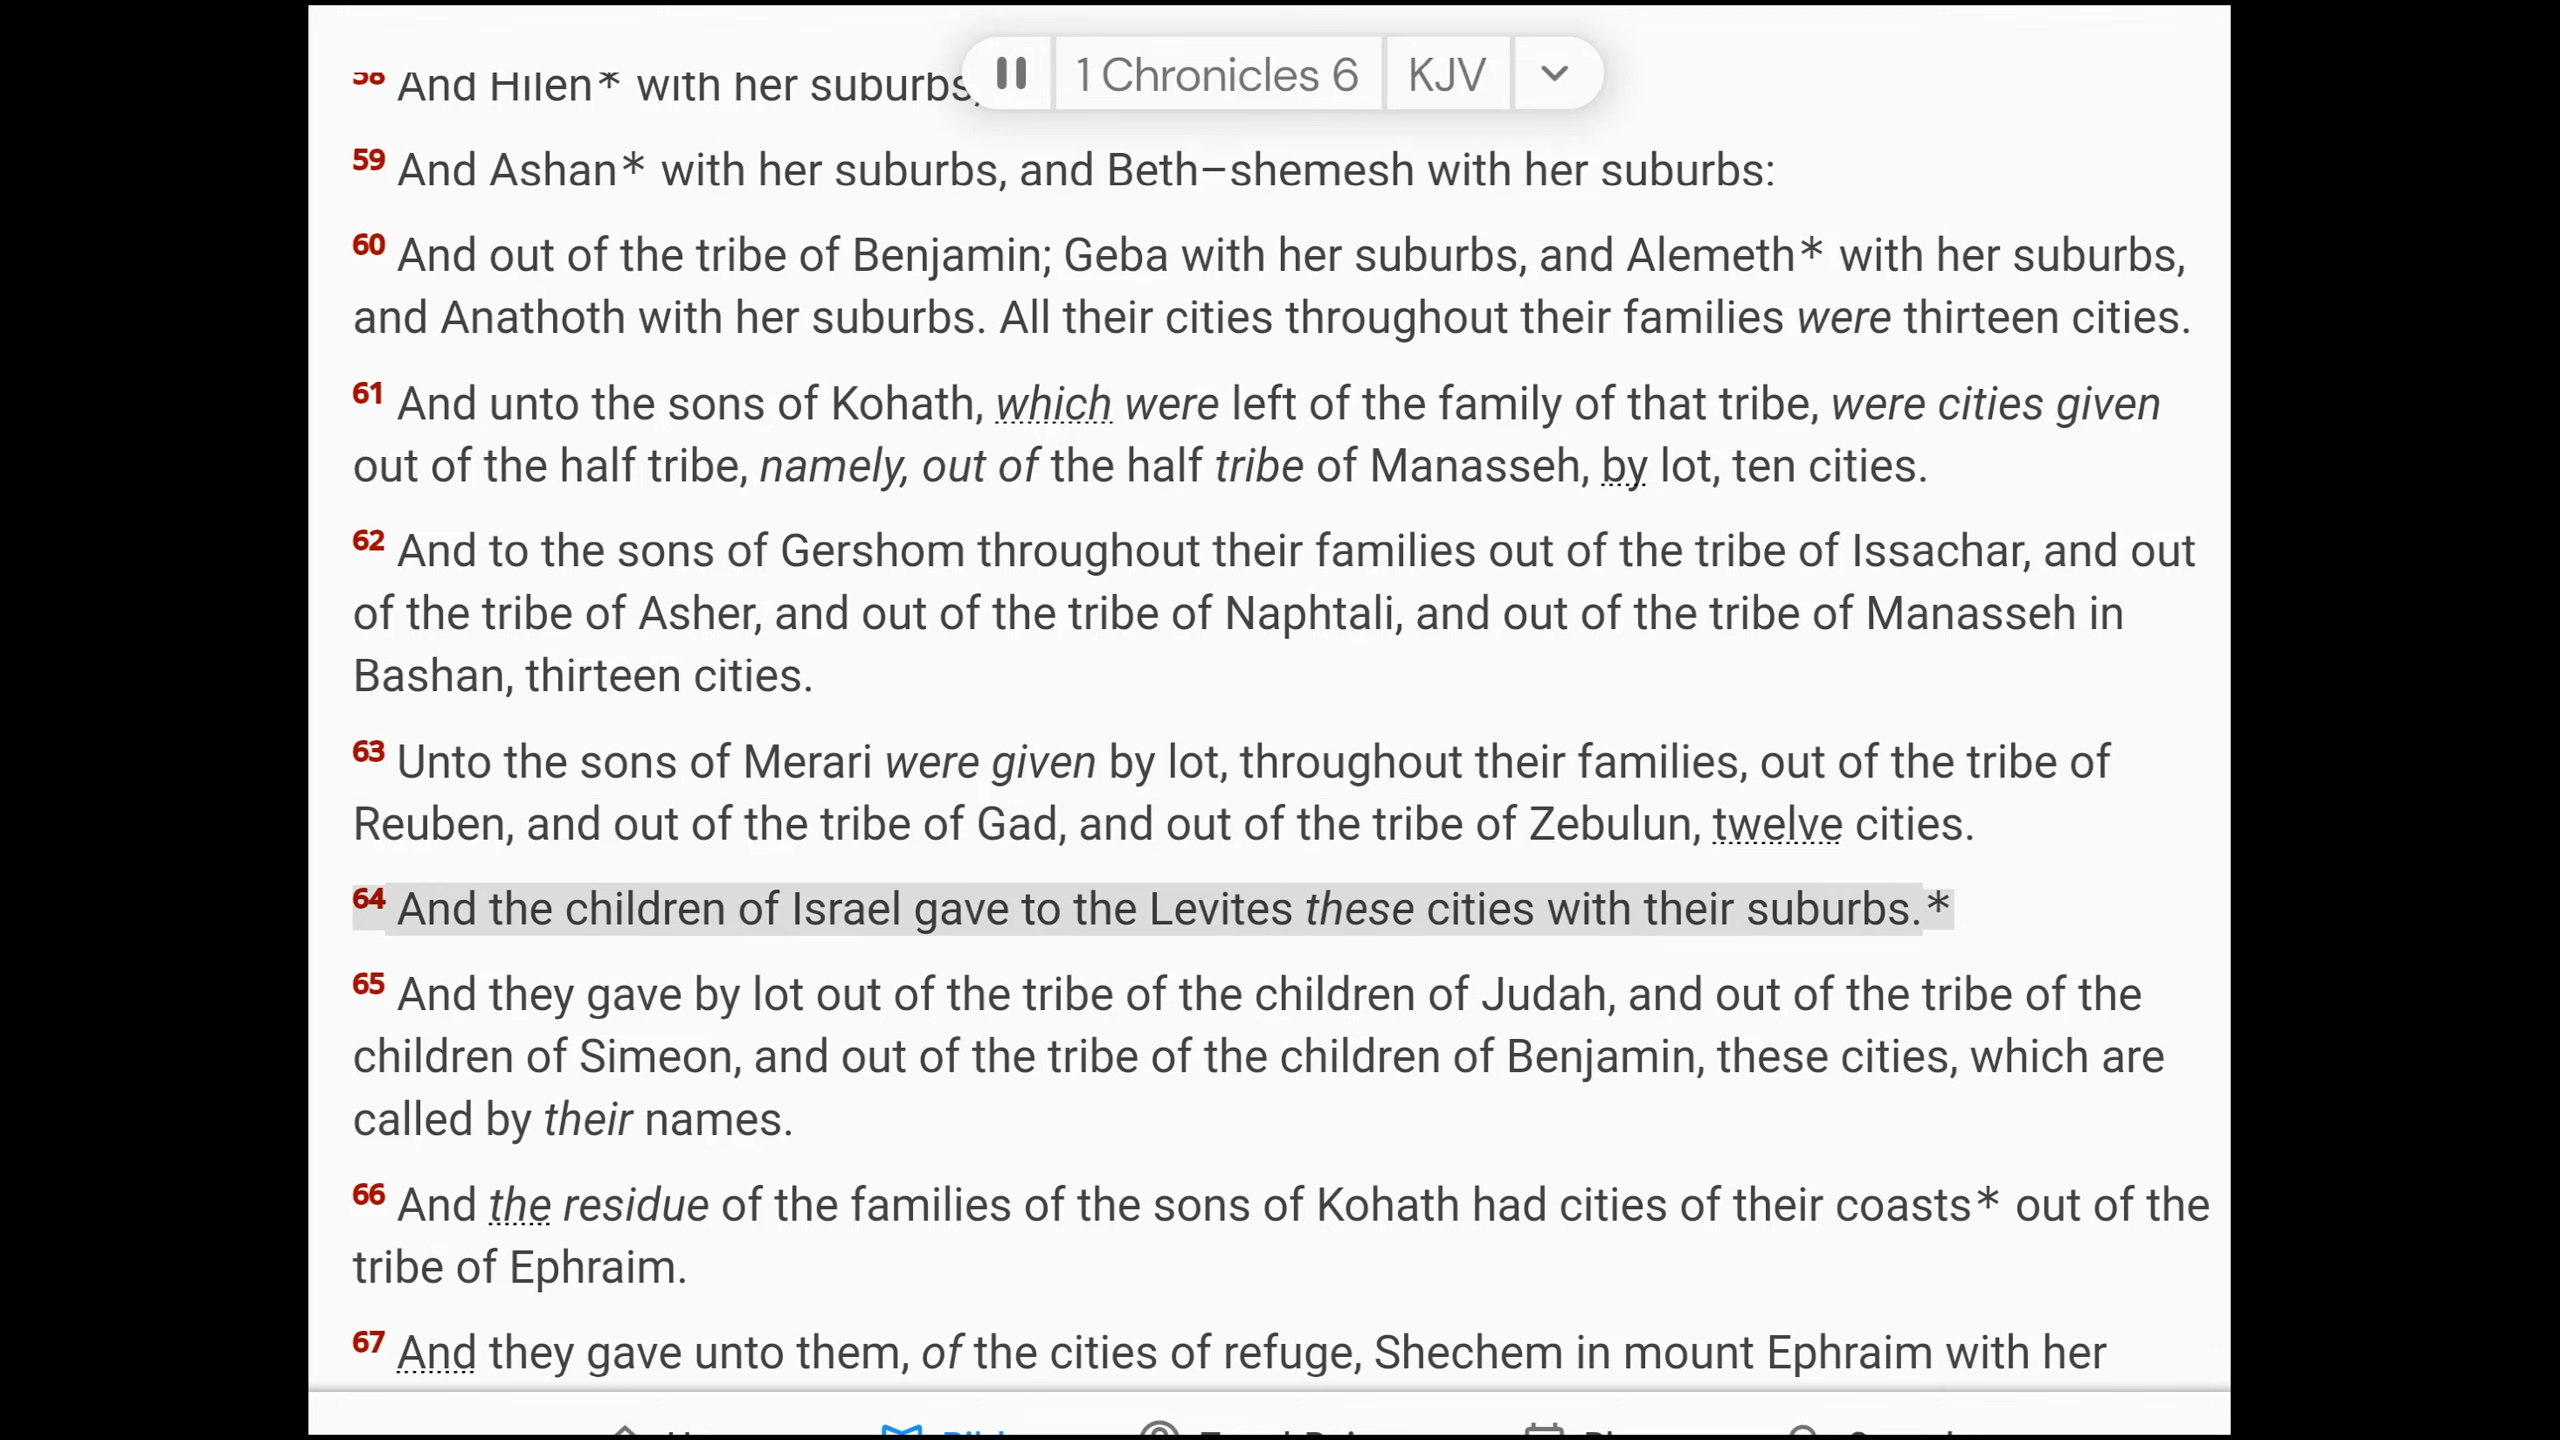 1 Chronicles 6 KJV
58 And Hilen* with her suburbs,
59 And Ashan* with her suburbs, and Beth–shemesh with her suburbs:
60 And out of the tribe of Benjamin; Geba with her suburbs, and Alemeth* with her suburbs,
and Anathoth with her suburbs. All their cities throughout their families were thirteen cities.
61 And unto the sons of Kohath, which were left of the family of that tribe, were cities given
out of the half tribe, namely, out of the half tribe of Manasseh, by lot, ten cities.
62 And to the sons of Gershom throughout their families out of the tribe of Issachar, and out
of the tribe of Asher, and out of the tribe of Naphtali, and out of the tribe of Manasseh in
Bashan, thirteen cities.
63 Unto the sons of Merari were given by lot, throughout their families, out of the tribe of
Reuben, and out of the tribe of Gad, and out of the tribe of Zebulun, twelve cities.
64 And the children of Israel gave to the Levites these cities with their suburbs.*
65 And they gave by lot out of the tribe of the children of Judah, and out of the tribe of the
children of Simeon, and out of the tribe of the children of Benjamin, these cities, which are
called by their names.
66 And the residue of the families of the sons of Kohath had cities of their coasts* out of the
tribe of Ephraim.
67 And they gave unto them, of the cities of refuge, Shechem in mount Ephraim with her